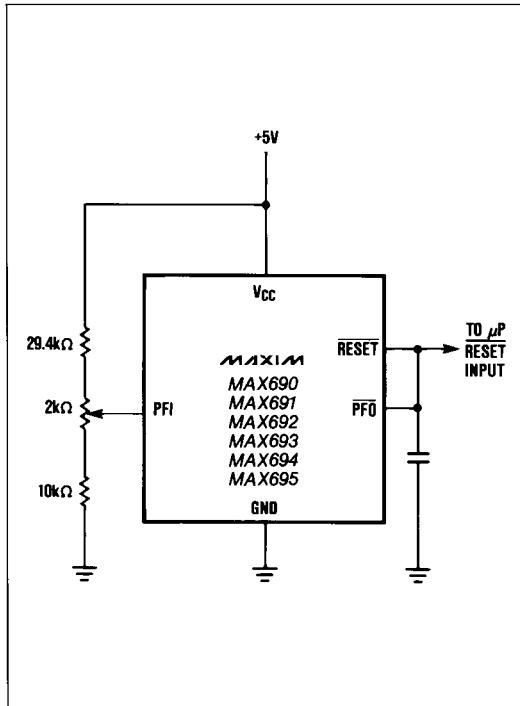 +5V
VCC
29.4kΩ
2kΩ
10kΩ
PFI
MAXIM
MAX690
MAX691
MAX692
MAX693
MAX694
MAX695
GND
RESET
PFO
TO µP
RESET
INPUT